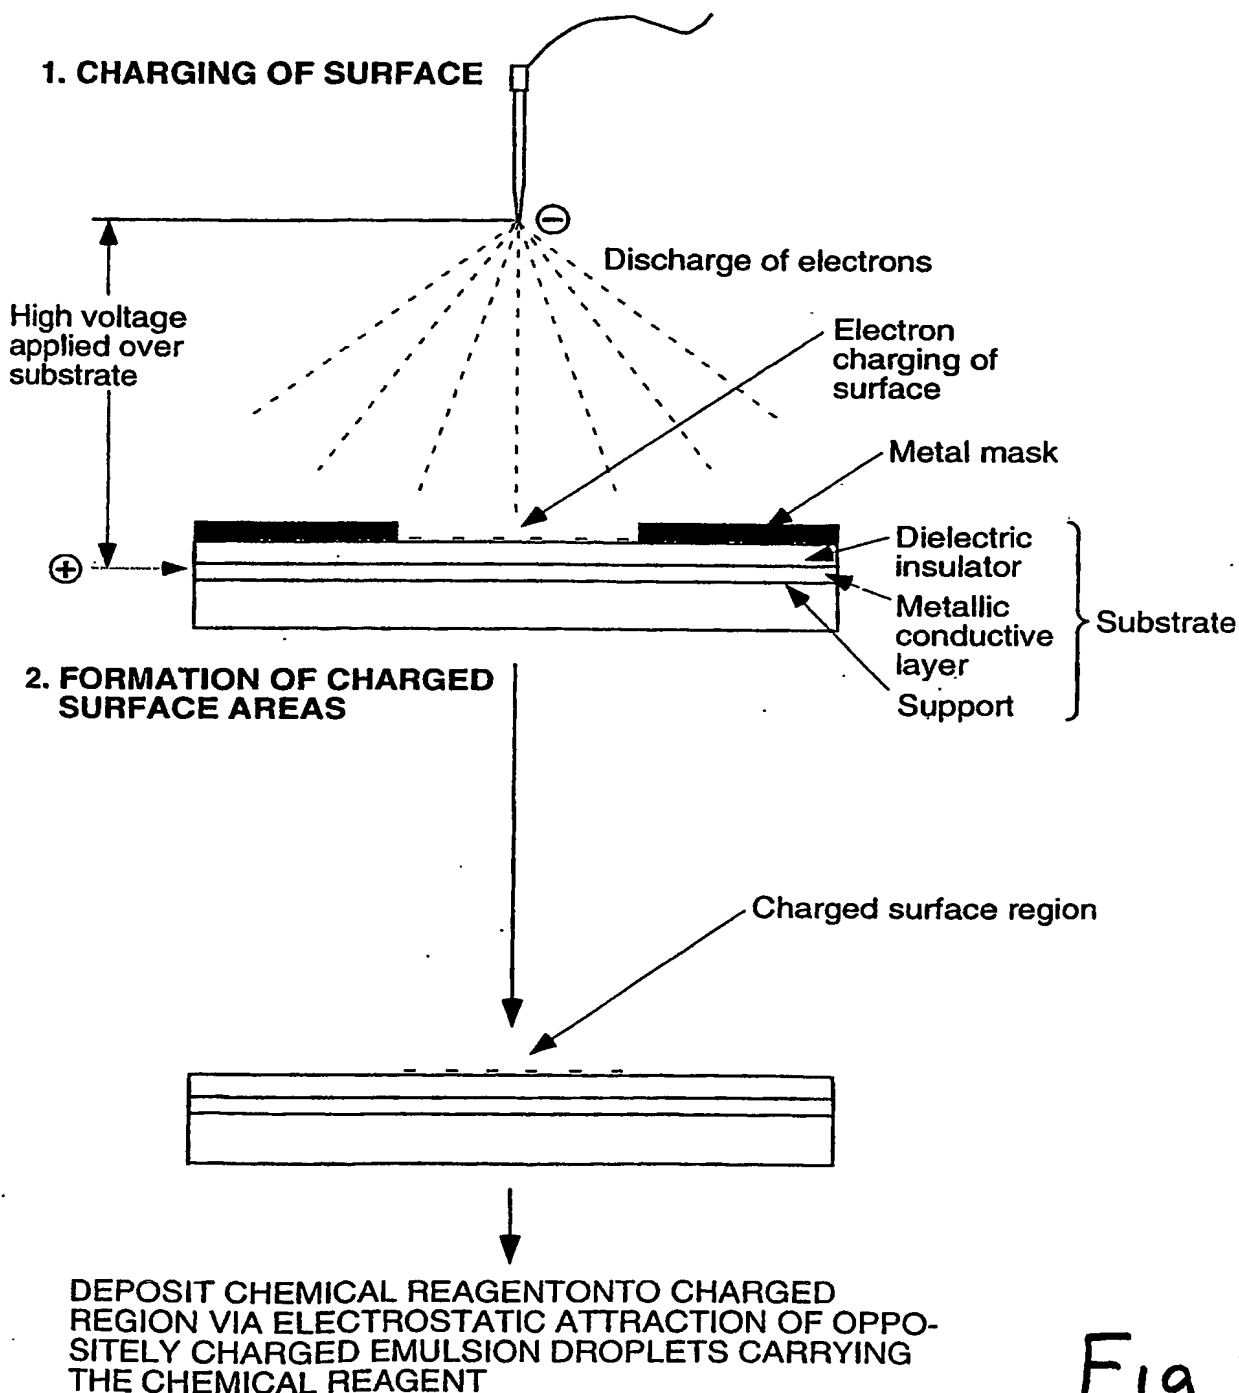 1. CHARGING OF SURFACE
−
Discharge of electrons
High voltage
applied over
substrate
Electron
charging of
surface
Metal mask
Dielectric
insulator
+
Metallic
conductive
layer
Substrate
Support
2. FORMATION OF CHARGED
SURFACE AREAS
Charged surface region
DEPOSIT CHEMICAL REAGENTONTO CHARGED
REGION VIA ELECTROSTATIC ATTRACTION OF OPPO-
SITELY CHARGED EMULSION DROPLETS CARRYING
THE CHEMICAL REAGENT
Fig